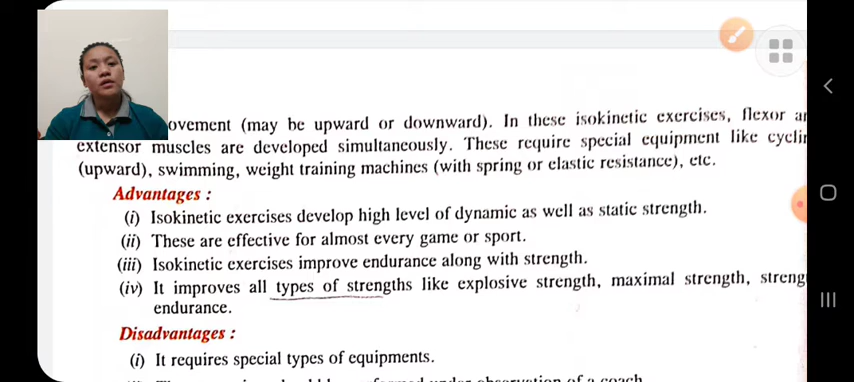 ovement (may be upward or downward). In these isokinetic exercises, flexor
extensor muscles are developed simultaneously. These require special equipment like
(upward), swimming, weight training machines (with spring or elastic resistance), etc.
Advantages :
(i) Isokinetic exercises develop high level of dynamic as well as static strength.
(ii) These are effective for almost every game or sport.
(iii) Isokinetic exercises improve endurance along with strength.
(iv) It improves all types of strengths like explosive strength, maximal strength,
endurance.
Disadvantages :
(i) It requires special types of equipments.
observation of a coach